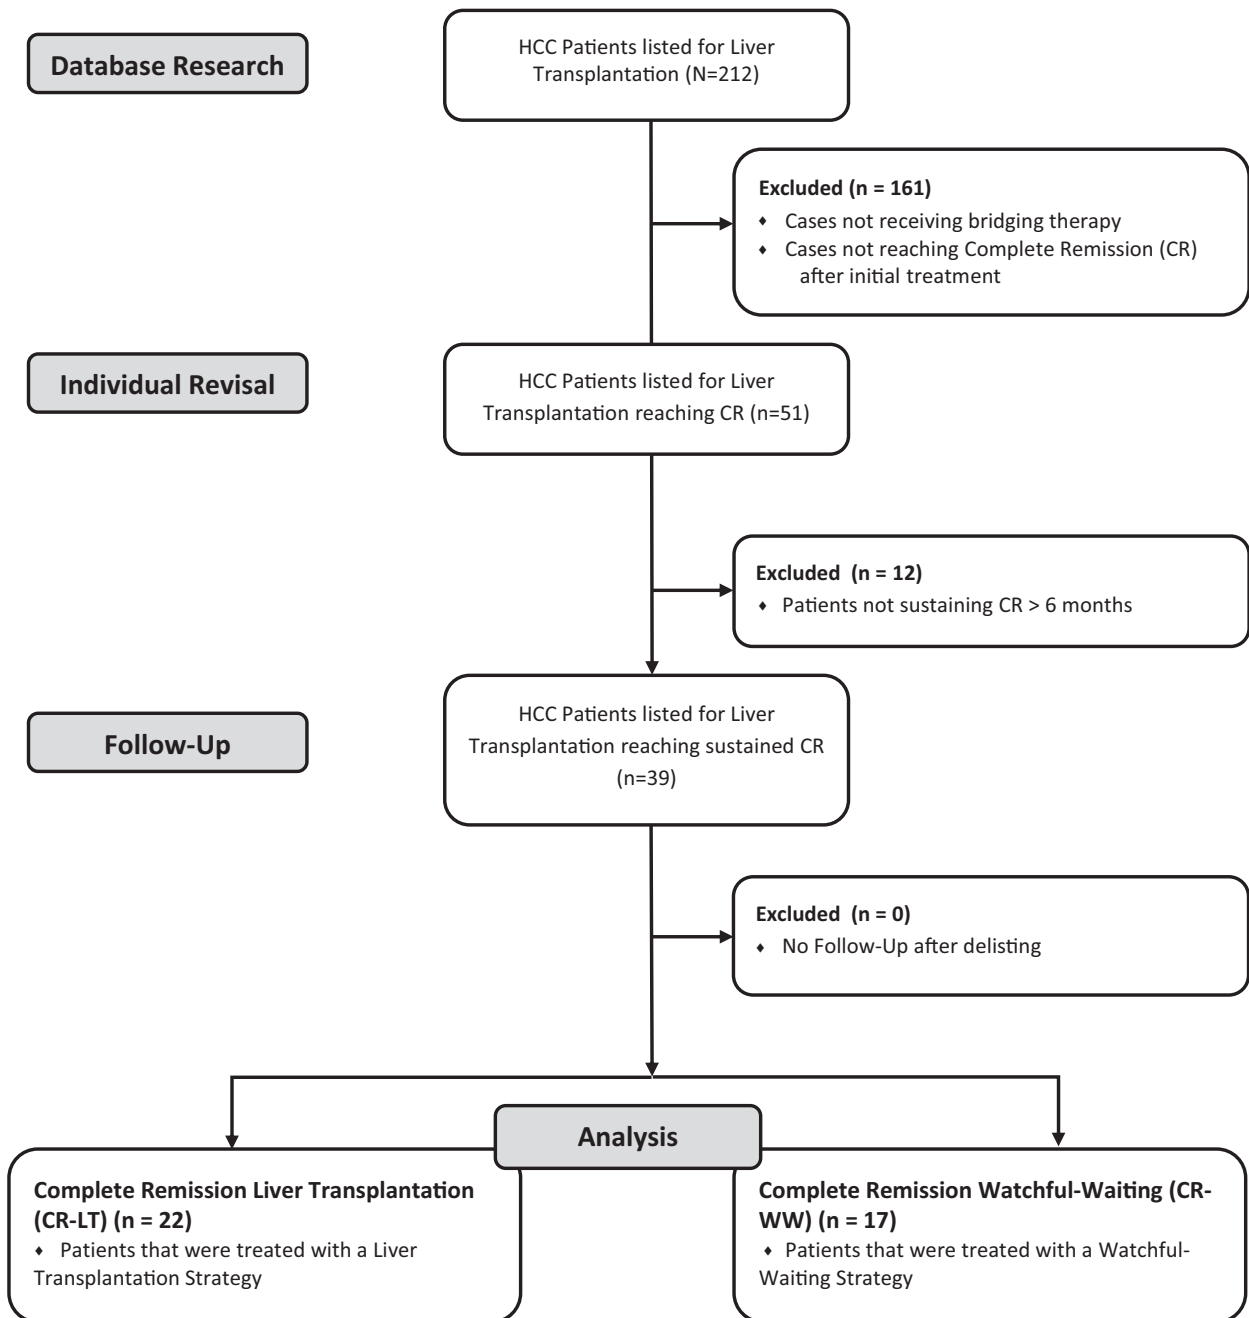 Database Research
HCC Patients listed for Liver
Transplantation (N=212)
Excluded (n = 161)
♦ Cases not receiving bridging therapy
♦ Cases not reaching Complete Remission (CR)
after initial treatment
Individual Revisal
HCC Patients listed for Liver
Transplantation reaching CR (n=51)
Excluded (n = 12)
♦ Patients not sustaining CR > 6 months
Follow-Up
HCC Patients listed for Liver
Transplantation reaching sustained CR
(n=39)
Excluded (n = 0)
♦ No Follow-Up after delisting
Analysis
Complete Remission Liver Transplantation
(CR-LT) (n = 22)
♦ Patients that were treated with a Liver
Transplantation Strategy
Complete Remission Watchful-Waiting (CR-
WW) (n = 17)
♦ Patients that were treated with a Watchful-
Waiting Strategy